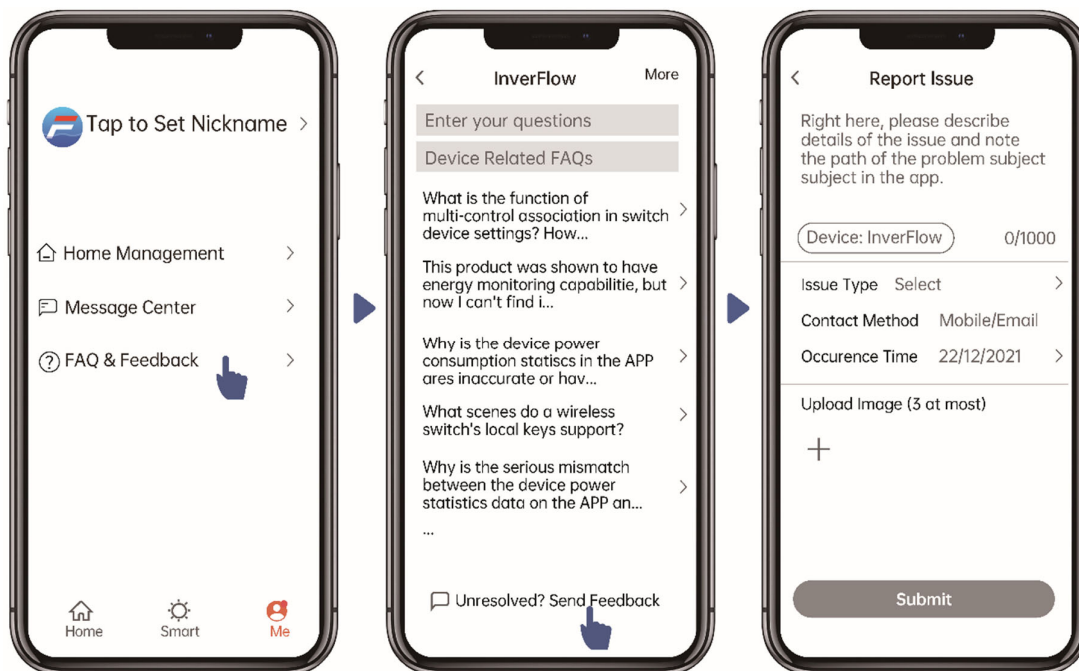 Tap to Set Nickname
Home Management
Message Center
FAQ & Feedback
Home
Smart
Me
InverFlow
More
Enter your questions
Device Related FAQs
What is the function of
multi-control association in switch
device settings? How...
This product was shown to have
energy monitoring capabilitie, but
now I can't find i...
Why is the device power
consumption statiscs in the APP
ares inaccurate or hav...
What scenes do a wireless
switch's local keys support?
Why is the serious mismatch
between the device power
statistics data on the APP an...
...
Unresolved? Send Feedback
Report Issue
Right here, please describe
details of the issue and note
the path of the problem subject
subject in the app.
Device: InverFlow
0/1000
Issue Type Select
Contact Method Mobile/Email
Occurence Time 22/12/2021
Upload Image (3 at most)
Submit